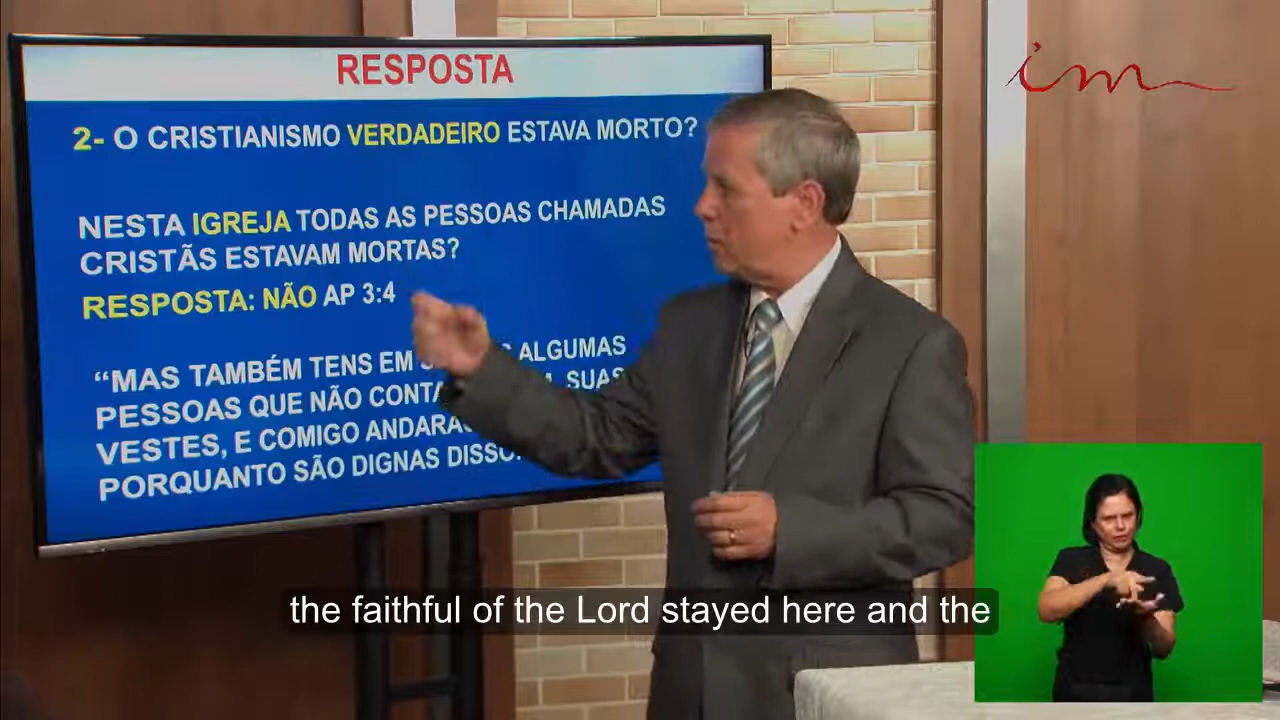 RESPOSTA
im
2- O CRISTIANISMO VERDADEIRO ESTAVA MORTO?
NESTA IGREJA TODAS AS PESSOAS CHAMADAS
CRISTÃS ESTAVAM MORTAS?
RESPOSTA: NÃO AP 3:4
“MAS TAMBÉM TENS EM ALGUMAS
PESSOAS QUE NÃO SUAS
VESTES, E COMIGO
PORQUANTO SÃO DIGNAS DISSO.
the faithful of the Lord stayed here and the